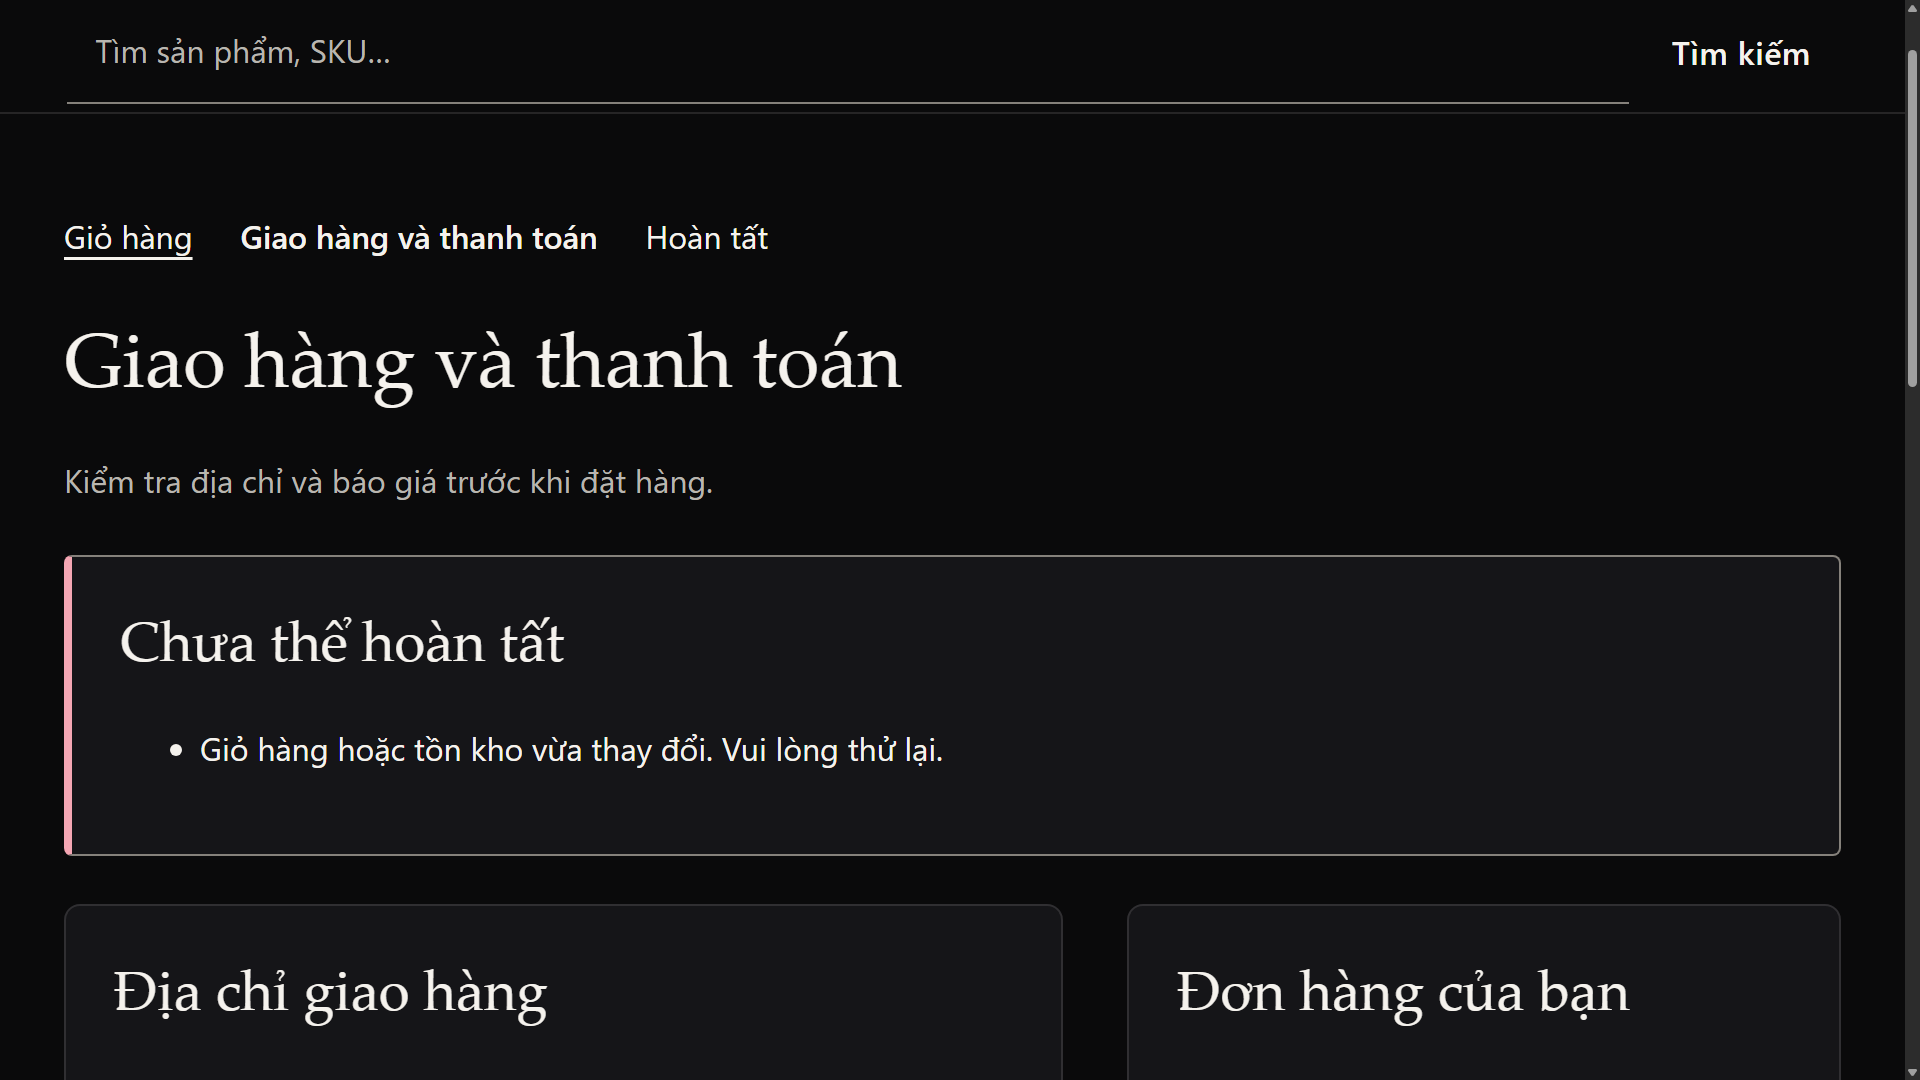 Tìm sản phẩm, SKU...
Tìm kiếm
Giỏ hàng
Giao hàng và thanh toán
Hoàn tất
Giao hàng và thanh toán
Kiểm tra địa chỉ và báo giá trước khi đặt hàng.
Chưa thể hoàn tất
• Giỏ hàng hoặc tồn kho vừa thay đổi. Vui lòng thử lại.
Địa chỉ giao hàng
Đơn hàng của bạn